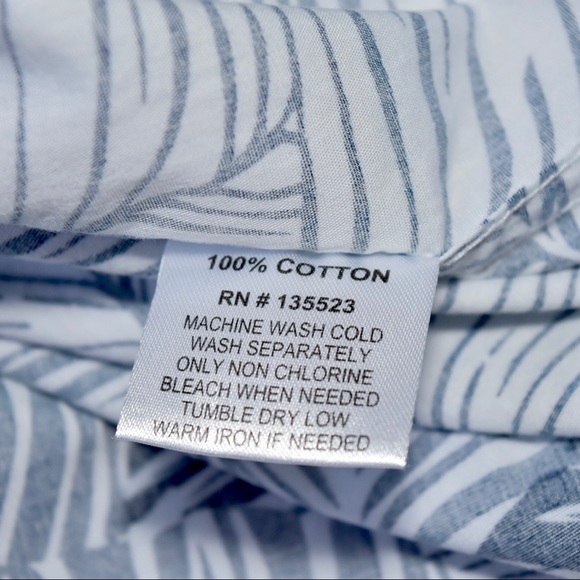 100% COTTON
RN # 135523
MACHINE WASH COLD
WASH SEPARATELY
ONLY NON CHLORINE
BLEACH WHEN NEEDED
TUMBLE DRY LOW
WARM IRON IF NEEDED